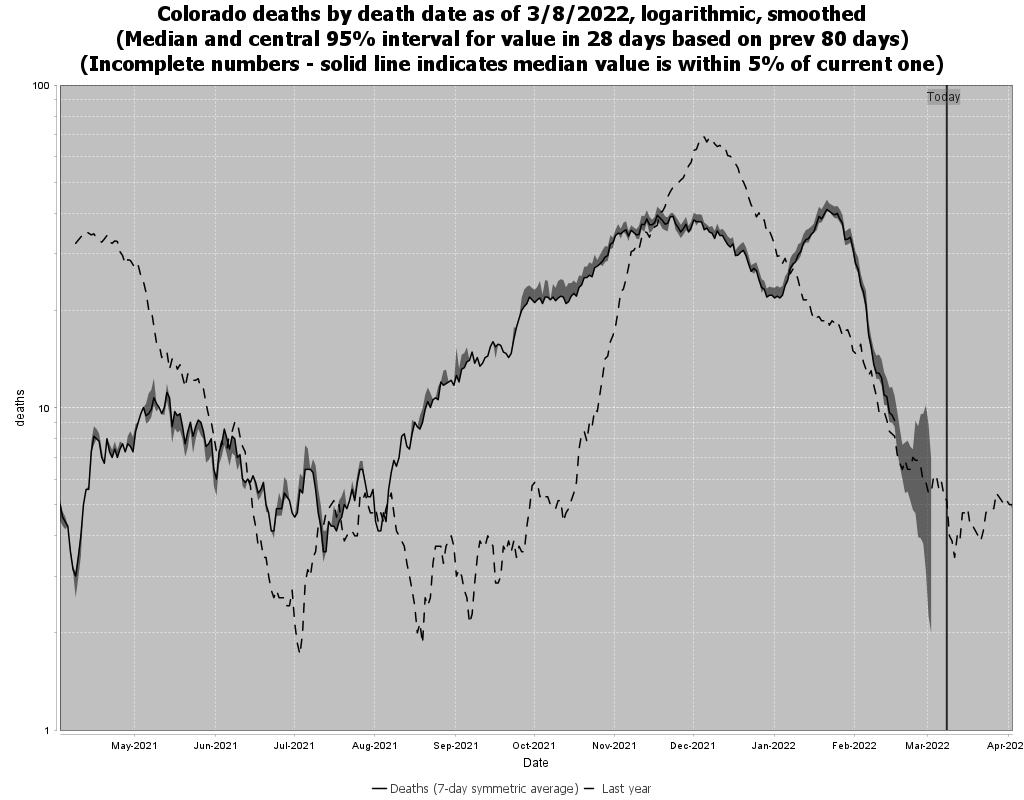 Colorado deaths by death date as of 3/8/2022, logarithmic, smoothed
(Median and central 95% interval for value in 28 days based on prev 80 days)
(Incomplete numbers - solid line indicates median value is within 5% of current one)
100
Today
10
deaths
1
May-2021 Jun-2021 Jul-2021 Aug-2021 Sep-2021 Oct-2021 Nov-2021 Dec-2021 Jan-2022 Feb-2022 Mar-2022 Apr-202
Date
Deaths (7-day symmetric average) Last year